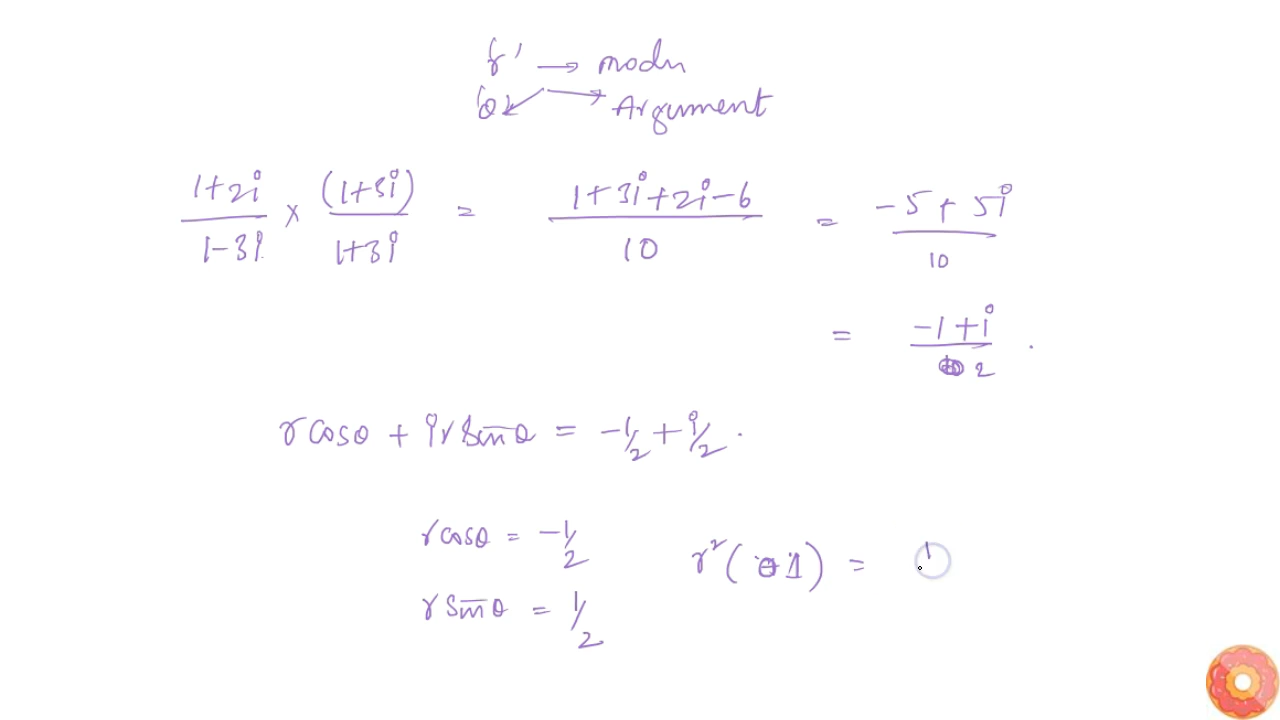 r' → modu
θ → Argument
(1+2i)/(1-3i) × (1+3i)/(1+3i) = (1+3i+2i-6)/10 = (-5+5i)/10
= (-1+i)/2 .
r cosθ + i r sinθ = -1/2 + i/2 .
r cosθ = -1/2
r² ( 1 ) = 1
r sinθ = 1/2